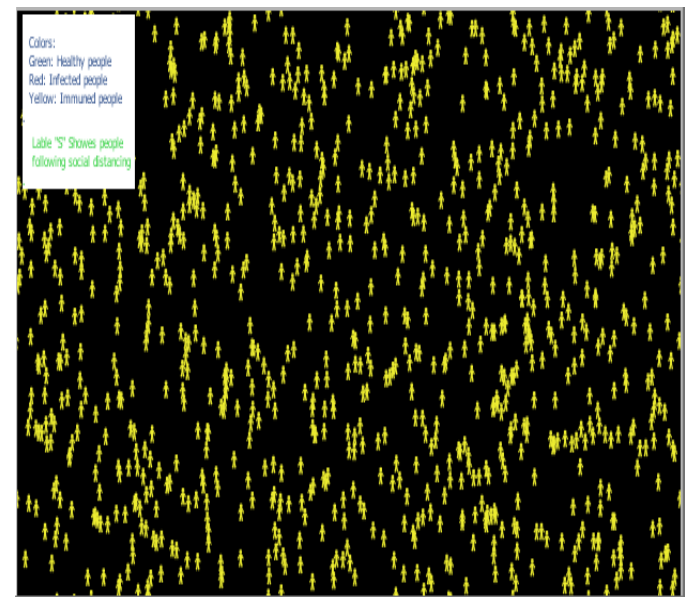 Colors:
Green: Healthy people
Red: Infected people
Yellow: Immuned people
Lable "S" Showes people
following social distancing